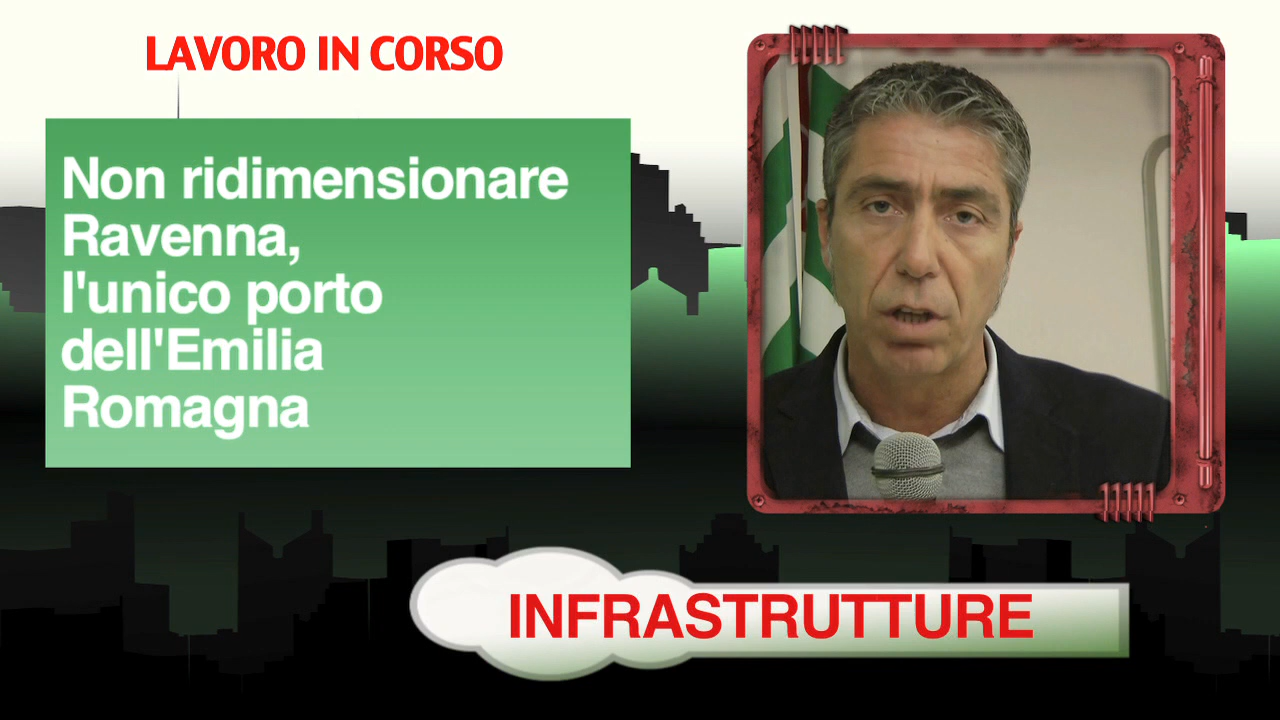 LAVORO IN CORSO
Non ridimensionare
Ravenna,
l'unico porto
dell'Emilia
Romagna
INFRASTRUTTURE